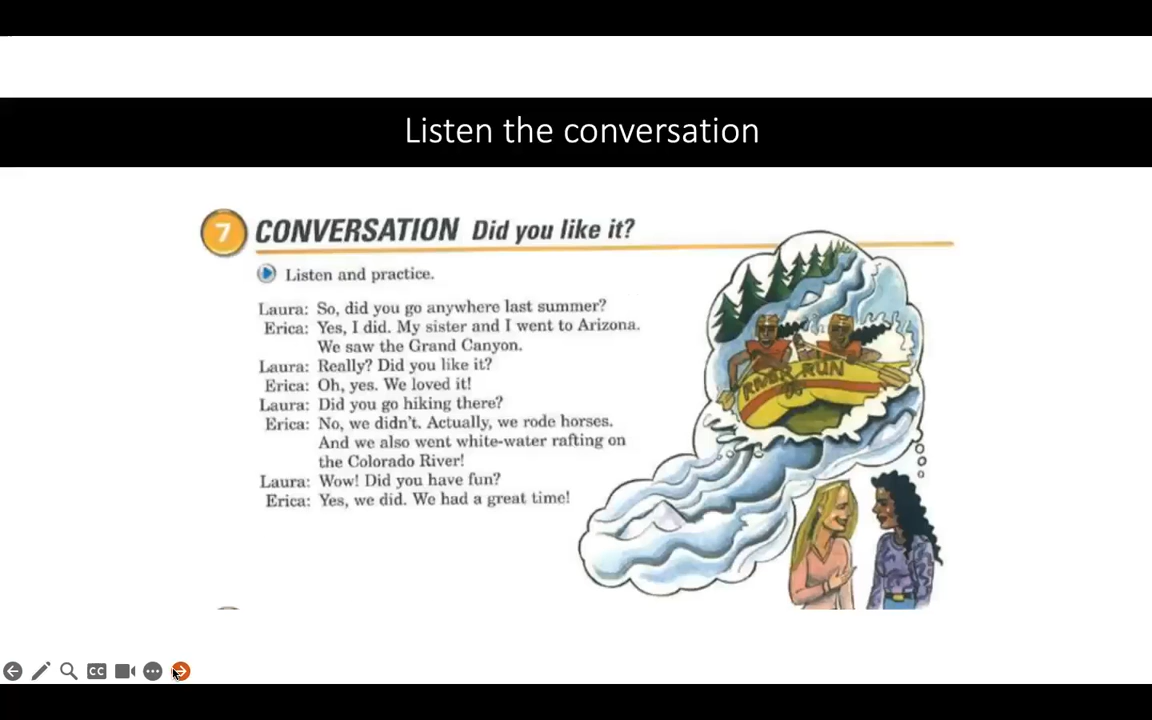 Listen the conversation
7 CONVERSATION Did you like it?
Listen and practice.
Laura: So, did you go anywhere last summer?
Erica: Yes, I did. My sister and I went to Arizona.
We saw the Grand Canyon.
Laura: Really? Did you like it?
Erica: Oh, yes. We loved it!
Laura: Did you go hiking there?
Erica: No, we didn't. Actually, we rode horses.
And we also went white-water rafting on
the Colorado River!
Laura: Wow! Did you have fun?
Erica: Yes, we did. We had a great time!
RIVER RUN
CC